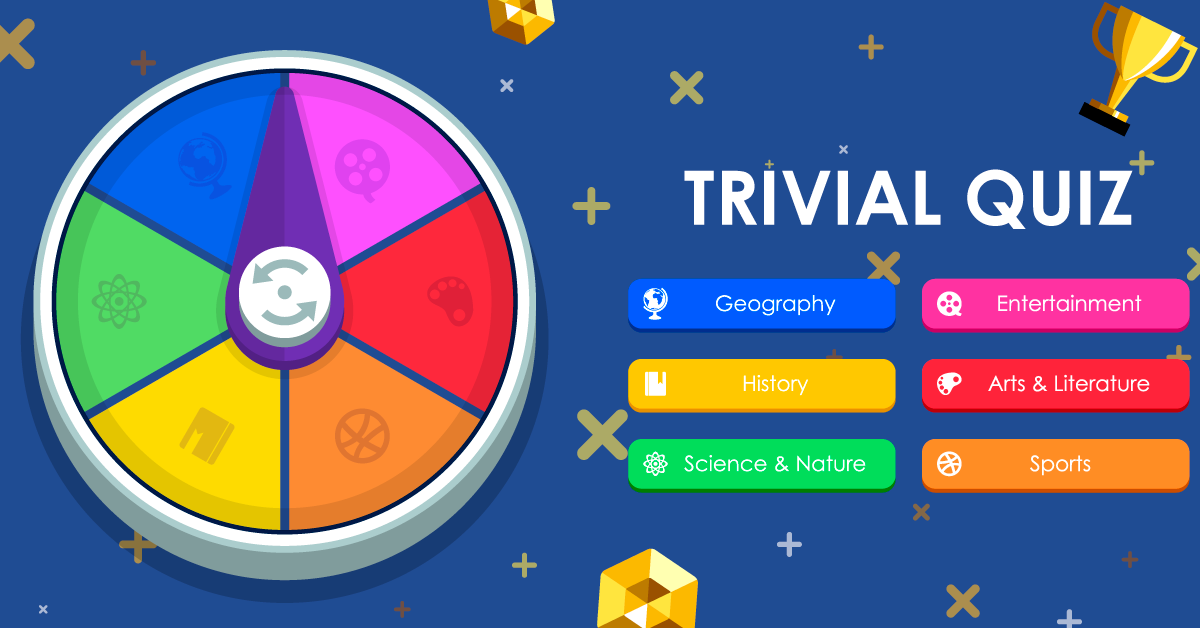 TRIVIAL QUIZ
Geography
Entertainment
History
Arts & Literature
Science & Nature
Sports